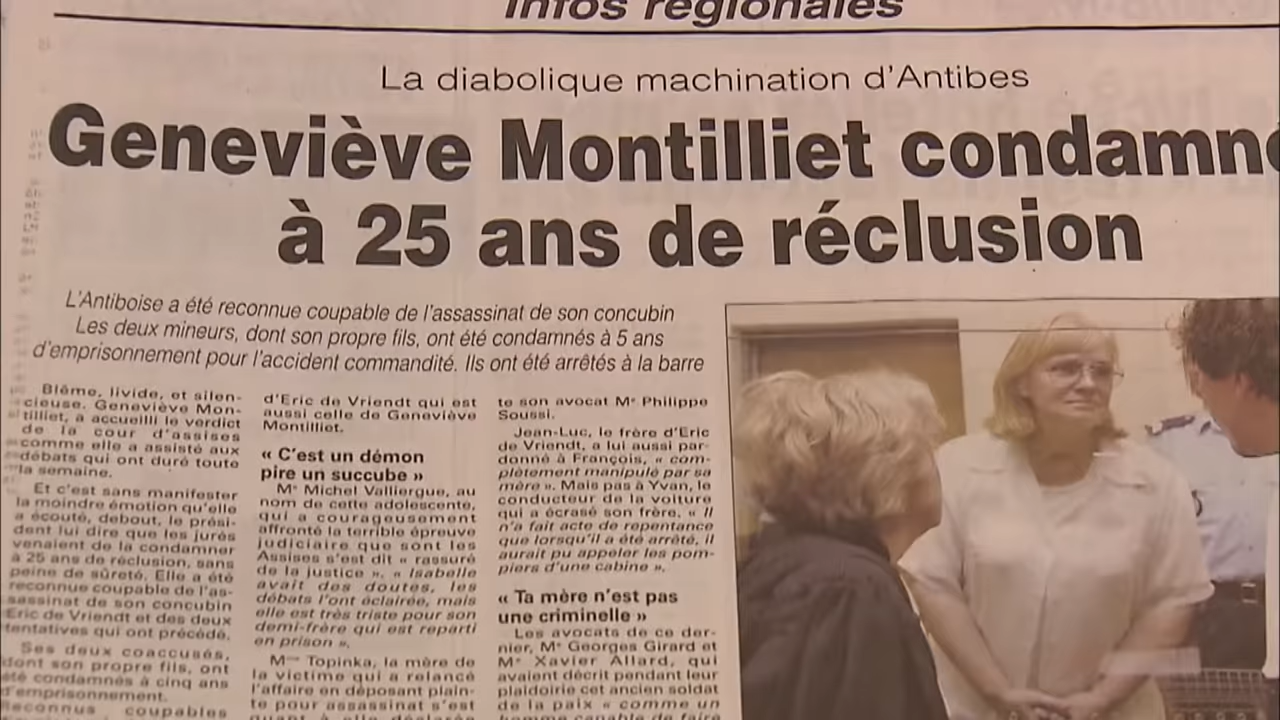 Infos régionales
La diabolique machination d'Antibes
Geneviève Montilliet condamné
à 25 ans de réclusion
L'Antiboise a été reconnue coupable de l'assassinat de son concubin
Les deux mineurs, dont son propre fils, ont été condamnés à 5 ans
d'emprisonnement pour l'accident commandité. Ils ont été arrêtés à la barre
Blême, livide, et silen-
cieuse. Geneviève Mon-
tilliet, a accueilli le verdict
de la cour d'assises
comme elle a assisté aux
débats qui ont duré toute
la semaine.
Et c'est sans manifester
la moindre émotion qu'elle
a écouté, debout, le prési-
dent lui dire que les jurés
venaient de la condamner
à 25 ans de réclusion, sans
peine de sûreté. Elle a été
reconnue coupable de l'as-
sassinat de son concubin
Eric de Vriendt et des deux
tentatives qui ont précédé.
Ses deux coaccusés,
dont son propre fils, ont
été condamnés à cinq ans
d'emprisonnement.
Reconnus coupables
d'Eric de Vriendt qui est
aussi celle de Geneviève
Montilliet.
« C'est un démon
pire un succube »
Mᵉ Michel Valliergue, au
nom de cette adolescente,
qui a courageusement
affronté la terrible épreuve
judiciaire que sont les
Assises s'est dit « rassuré
de la justice ». « Isabelle
avait des doutes, les
débats l'ont éclairée, mais
elle est très triste pour son
demi-frère qui est reparti
en prison ».
Mᵐᵉ Topinka, la mère de
la victime qui a relancé
l'affaire en déposant plain-
te pour assassinat s'est
quant à elle déclarée
te son avocat Mᵉ Philippe
Soussi.
Jean-Luc, le frère d'Eric
de Vriendt, a lui aussi par-
donné à François, « com-
plètement manipulé par sa
mère ». Mais pas à Yvan, le
conducteur de la voiture
qui a écrasé son frère. « Il
n'a fait acte de repentance
que lorsqu'il a été arrêté, il
aurait pu appeler les pom-
piers d'une cabine ».
« Ta mère n'est pas
une criminelle »
Les avocats de ce der-
nier, Mᵉ Georges Girard et
Mᵉ Xavier Allard, qui
avaient décrit pendant leur
plaidoirie cet ancien soldat
de la paix « comme un
homme capable de faire